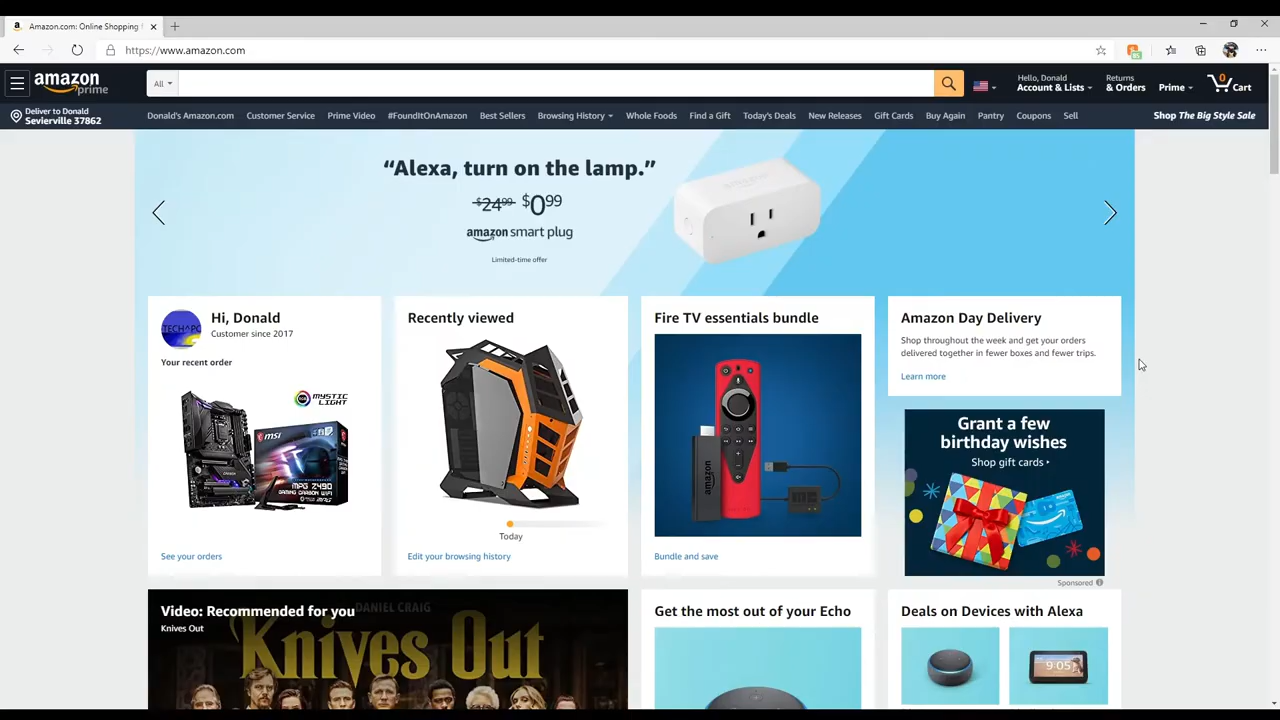 Amazon.com: Online Shopping
https://www.amazon.com
amazon prime
All
Hello, Donald
Account & Lists
Returns
& Orders
Prime
0
Cart
Deliver to Donald
Sevierville 37862
Donald's Amazon.com
Customer Service
Prime Video
#FoundItOnAmazon
Best Sellers
Browsing History
Whole Foods
Find a Gift
Today's Deals
New Releases
Gift Cards
Buy Again
Pantry
Coupons
Sell
Shop The Big Style Sale
“Alexa, turn on the lamp.”
$24⁹⁹ $0⁹⁹
amazon smart plug
Limited-time offer
Hi, Donald
Customer since 2017
Your recent order
MYSTIC LIGHT
msi
MPG Z490
GAMING CARBON WIFI
See your orders
Recently viewed
Today
Edit your browsing history
Fire TV essentials bundle
amazon
Bundle and save
Amazon Day Delivery
Shop throughout the week and get your orders
delivered together in fewer boxes and fewer trips.
Learn more
Grant a few
birthday wishes
Shop gift cards
Sponsored
Video: Recommended for you
Knives Out
DANIEL CRAIG
Knives Out
Get the most out of your Echo
Deals on Devices with Alexa
9:05